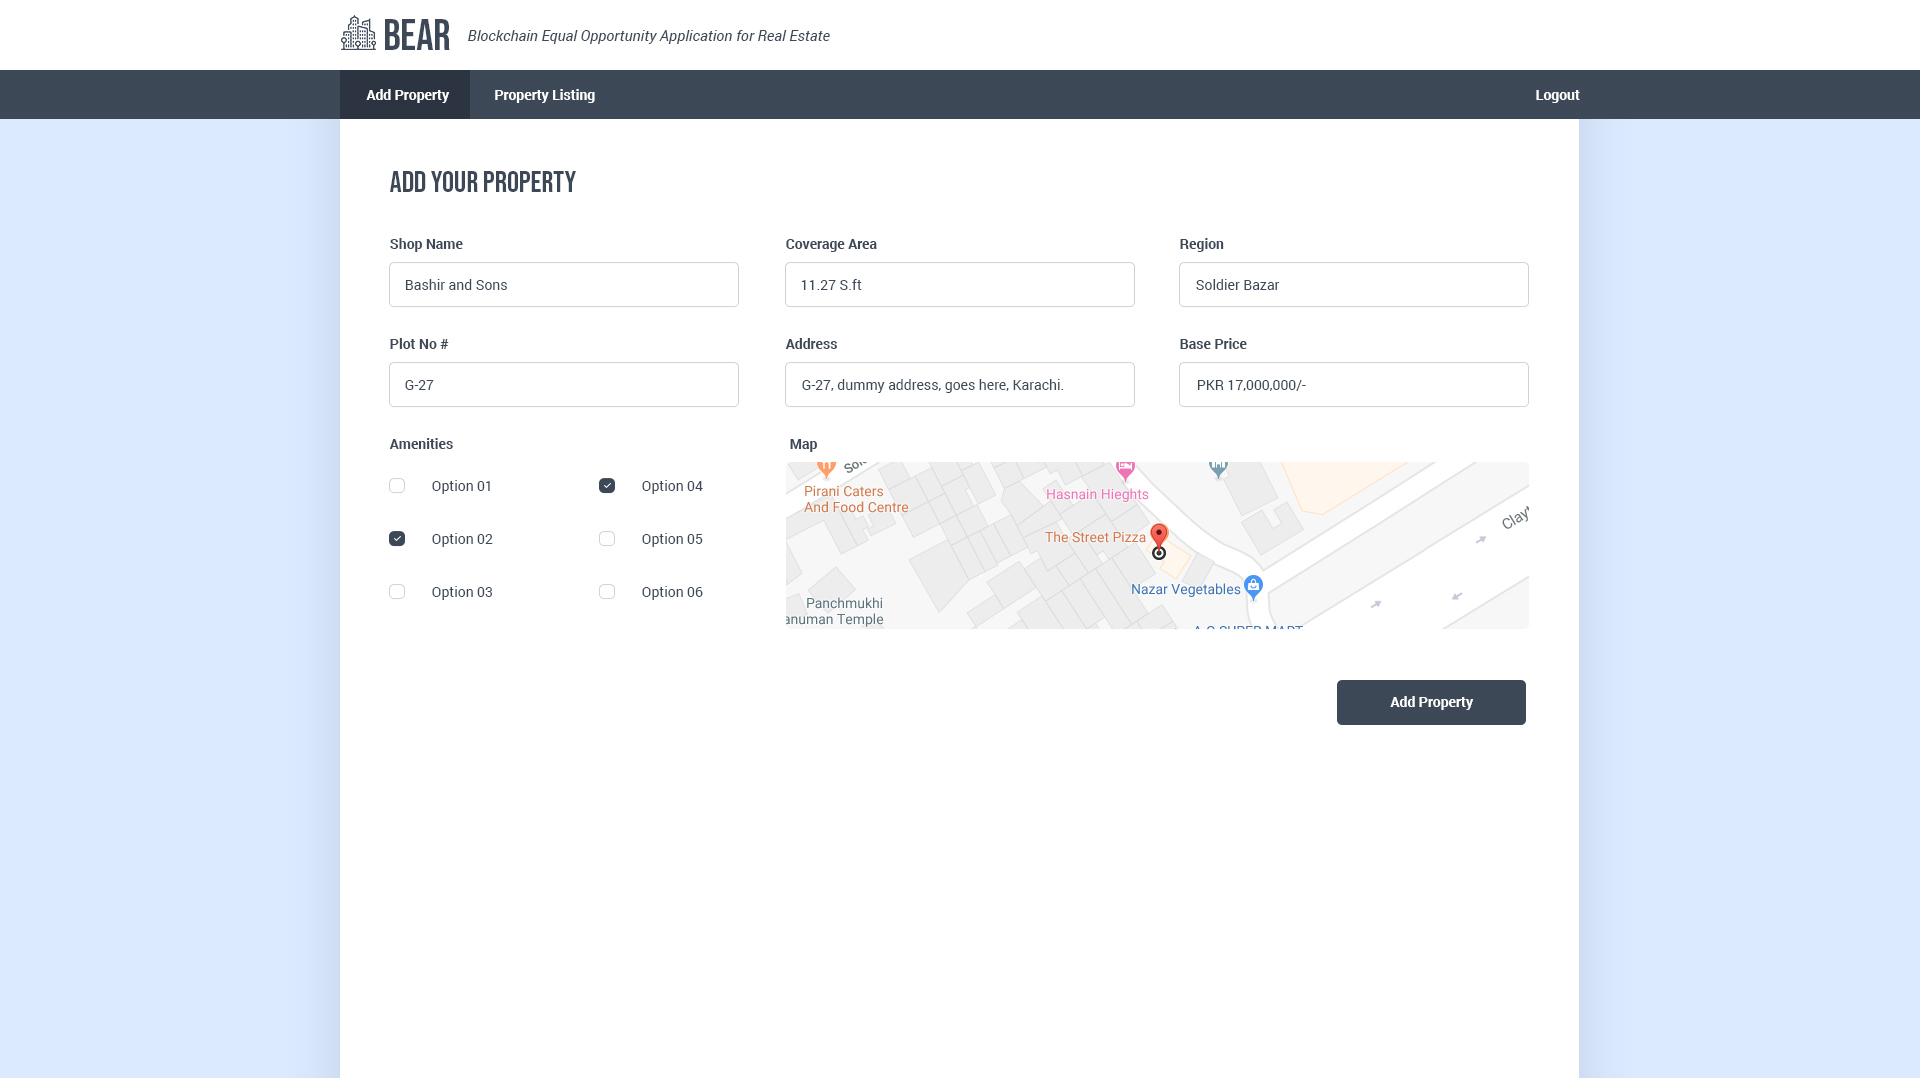 BEAR
Blockchain Equal Opportunity Application for Real Estate
Add Property
Property Listing
Logout
ADD YOUR PROPERTY
Shop Name
Coverage Area
Region
Bashir and Sons
11.27 S.ft
Soldier Bazar
Plot No #
Address
Base Price
G-27
G-27, dummy address, goes here, Karachi.
PKR 17,000,000/-
Amenities
Map
Option 01
Option 04
Option 02
Option 05
Option 03
Option 06
Pirani Caters
And Food Centre
Hasnain Hieghts
The Street Pizza
Nazar Vegetables
Panchmukhi
anuman Temple
Clay
Add Property